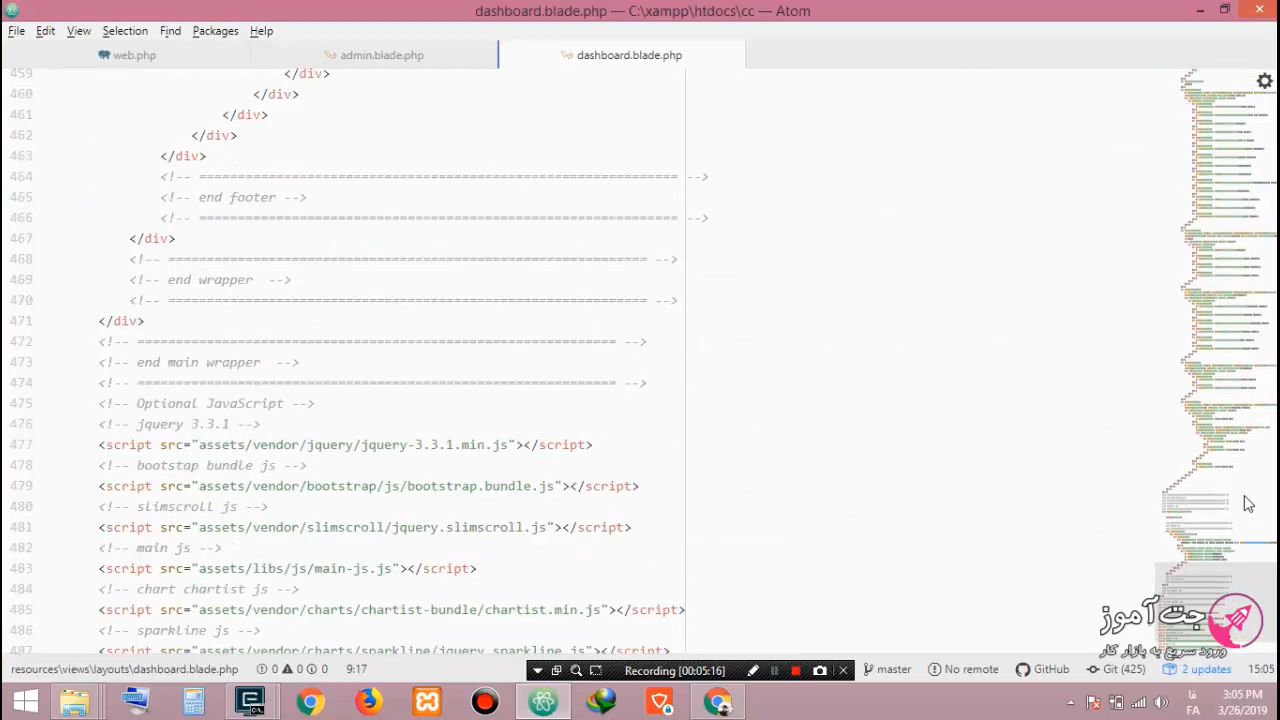 dashboard.blade.php — C:\xampp\htdocs\cc — Atom
File Edit View Selection Find Packages Help
web.php admin.blade.php dashboard.blade.php
459 </div>
460 </div>
461 </div>
462 </div>
463 </div>
464 <!-- ============================================================== -->
465 <!-- end footer -->
466 <!-- ============================================================== -->
467 </div>
468 <!-- ============================================================== -->
469 <!-- end wrapper -->
470 <!-- ============================================================== -->
471 </div>
472 <!-- ============================================================== -->
473 <!-- end main wrapper -->
474 <!-- ============================================================== -->
475 <!-- Optional JavaScript -->
476
477 <script src="assets/vendor/jquery/jquery-3.3.1.min.js"></script>
478 <!-- bootstap bundle js -->
479 <script src="assets/vendor/bootstrap/js/bootstrap.bundle.js"></script>
480 <!-- slimscroll js -->
481 <script src="assets/vendor/slimscroll/jquery.slimscroll.js"></script>
482 <!-- main js -->
483 <script src="assets/libs/js/main-js.js"></script>
484 <!-- chart chartist js -->
485 <script src="assets/vendor/charts/chartist-bundle/chartist.min.js"></script>
486 <!-- sparkline js -->
جت آموز
ورود سریع به بازار کار
resources\views\layouts\dashboard.blade.php 0 0 0 9:17 Recording [00:05:16] master No remote GitHub Git (425) 2 updates 15:05
فا 3:05 PM
FA 3/26/2019